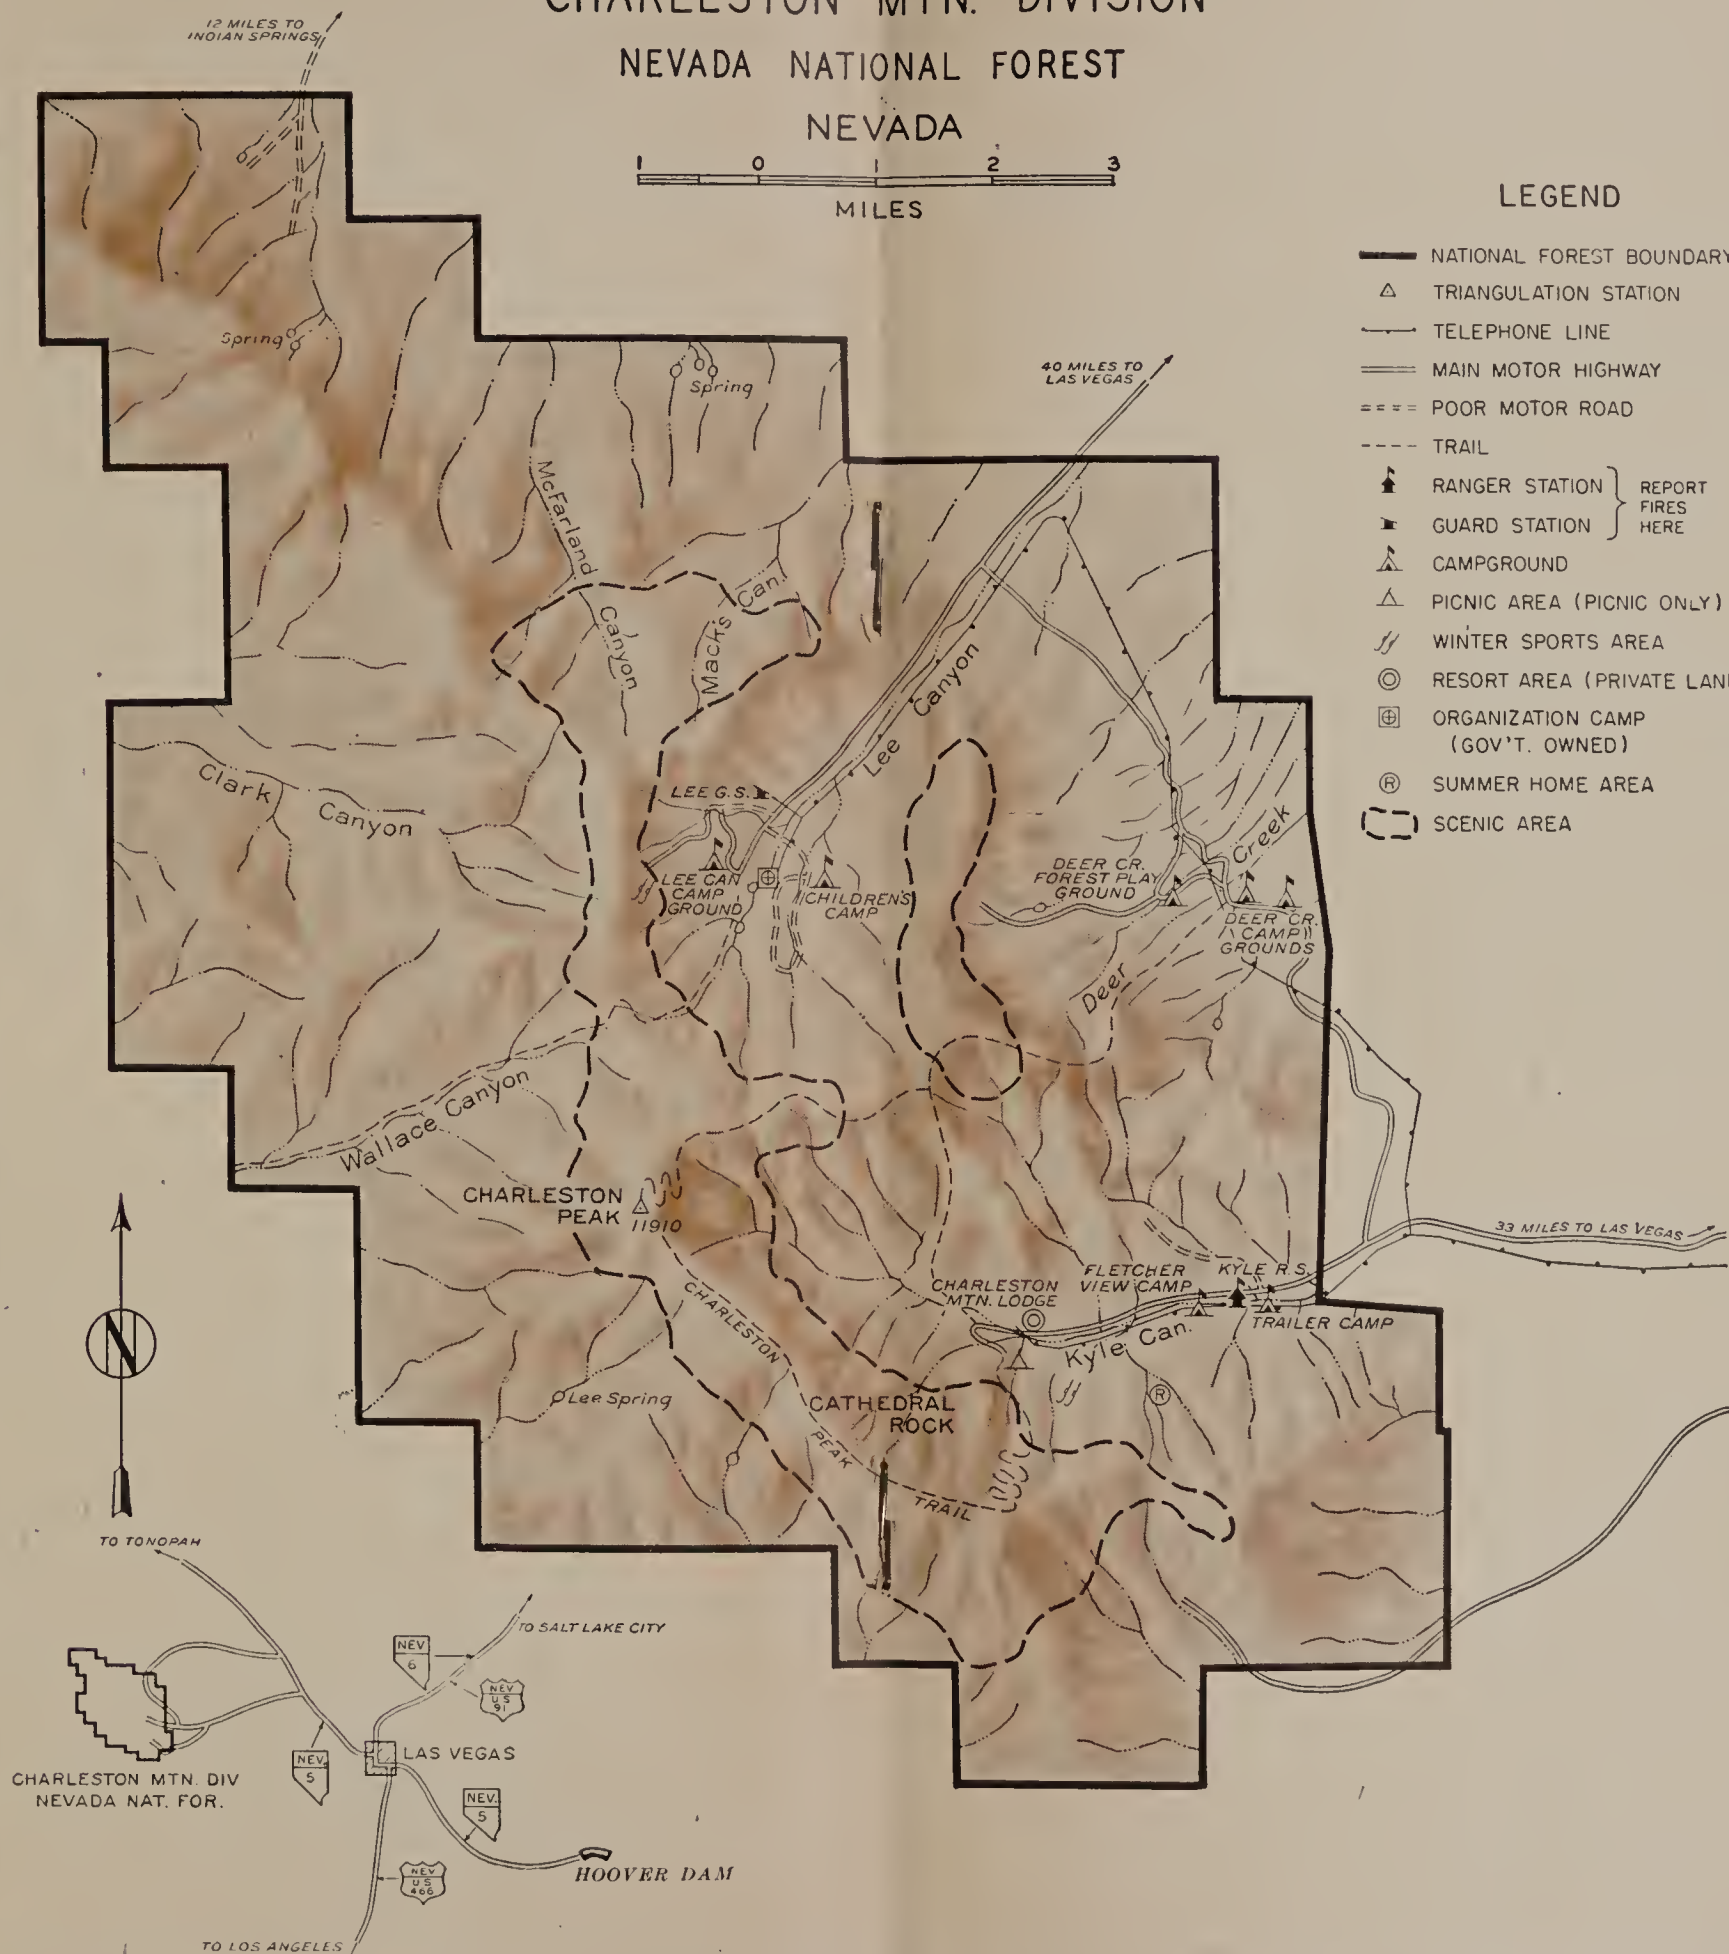 CHARLESTON MTN. DIVISION
NEVADA NATIONAL FOREST
NEVADA
1 0 1 2 3
MILES
12 MILES TO
INDIAN SPRINGS
LEGEND
NATIONAL FOREST BOUNDARY
TRIANGULATION STATION
TELEPHONE LINE
MAIN MOTOR HIGHWAY
POOR MOTOR ROAD
TRAIL
RANGER STATION
GUARD STATION
REPORT
FIRES
HERE
CAMPGROUND
PICNIC AREA (PICNIC ONLY)
WINTER SPORTS AREA
RESORT AREA (PRIVATE LAN
ORGANIZATION CAMP
(GOV'T. OWNED)
R SUMMER HOME AREA
SCENIC AREA
Spring
Spring
40 MILES TO
LAS VEGAS
McFarland
Canyon
Macks Can.
Lee Canyon
Clark
Canyon
LEE G.S.
LEE CAN
CAMP
GROUND
CHILDREN'S
CAMP
DEER CR.
FOREST PLAY
GROUND
DEER CR.
CAMP
GROUNDS
Deer Creek
Wallace Canyon
CHARLESTON
PEAK
11910
CHARLESTON
PEAK
TRAIL
CHARLESTON
MTN. LODGE
FLETCHER
VIEW CAMP
KYLE R.S.
TRAILER CAMP
Kyle Can.
33 MILES TO LAS VEGAS
R
CATHEDRAL
ROCK
Lee Spring
N
TO TONOPAH
TO SALT LAKE CITY
NEV
6
NEV
US
91
NEV.
5
LAS VEGAS
NEV.
5
CHARLESTON MTN. DIV
NEVADA NAT. FOR.
HOOVER DAM
NEV
US
466
TO LOS ANGELES